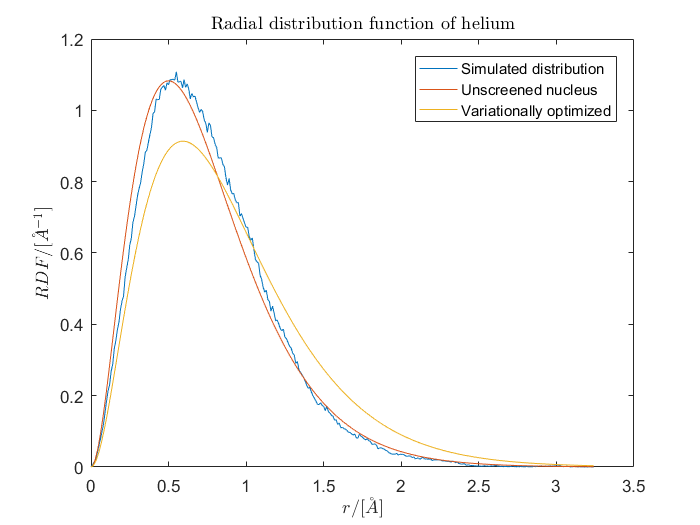 Radial distribution function of helium
Simulated distribution
Unscreened nucleus
Variationally optimized
RDF/[Å⁻¹]
1.2
1
0.8
0.6
0.4
0.2
0
0 0.5 1 1.5 2 2.5 3 3.5
r/[Å]